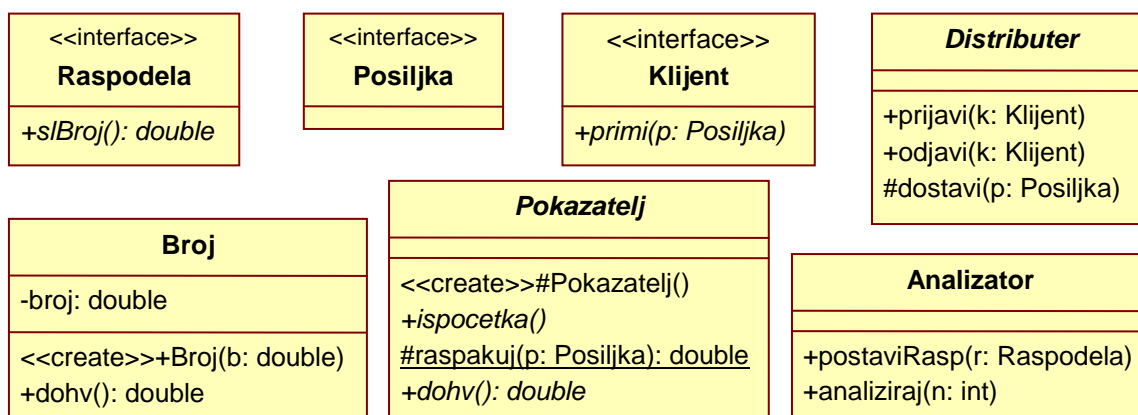 <<interface>>
Raspodela
+slBroj(): double
<<interface>>
Posiljka
<<interface>>
Klijent
+primi(p: Posiljka)
Distributer
+prijavi(k: Klijent)
+odjavi(k: Klijent)
#dostavi(p: Posiljka)
Broj
-broj: double
<<create>>+Broj(b: double)
+dohv(): double
Pokazatelj
<<create>>#Pokazatelj()
+ispocetka()
#raspakuj(p: Posiljka): double
+dohv(): double
Analizator
+postaviRasp(r: Raspodela)
+analiziraj(n: int)